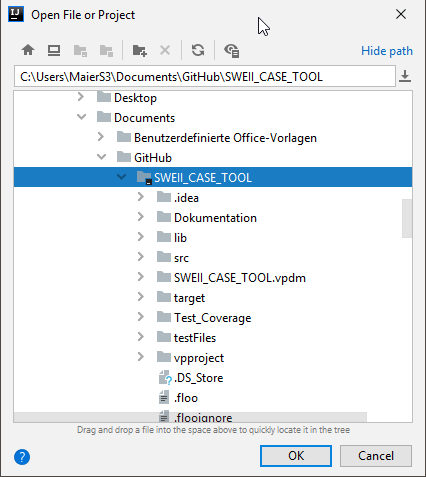 Open File or Project
Hide path
C:\Users\MaierS3\Documents\GitHub\SWEII_CASE_TOOL
Desktop
Documents
Benutzerdefinierte Office-Vorlagen
GitHub
SWEII_CASE_TOOL
.idea
Dokumentation
lib
src
SWEII_CASE_TOOL.vpdm
target
Test_Coverage
testFiles
vpproject
.DS_Store
.floo
.flooignore
Drag and drop a file into the space above to quickly locate it in the tree
? OK Cancel